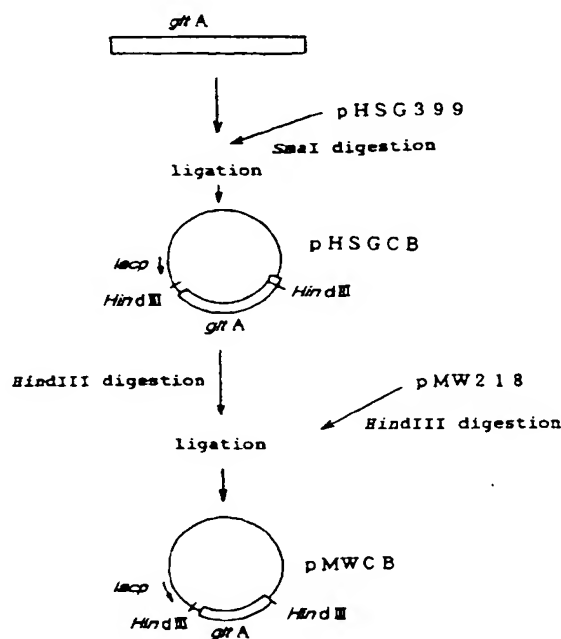 gltA
pHSG399
SmaI digestion
ligation
pHSGCB
lacp
HindIII
HindIII
gltA
HindIII digestion
pMW218
HindIII digestion
ligation
pMWCB
lacp
HindIII
HindIII
gltA